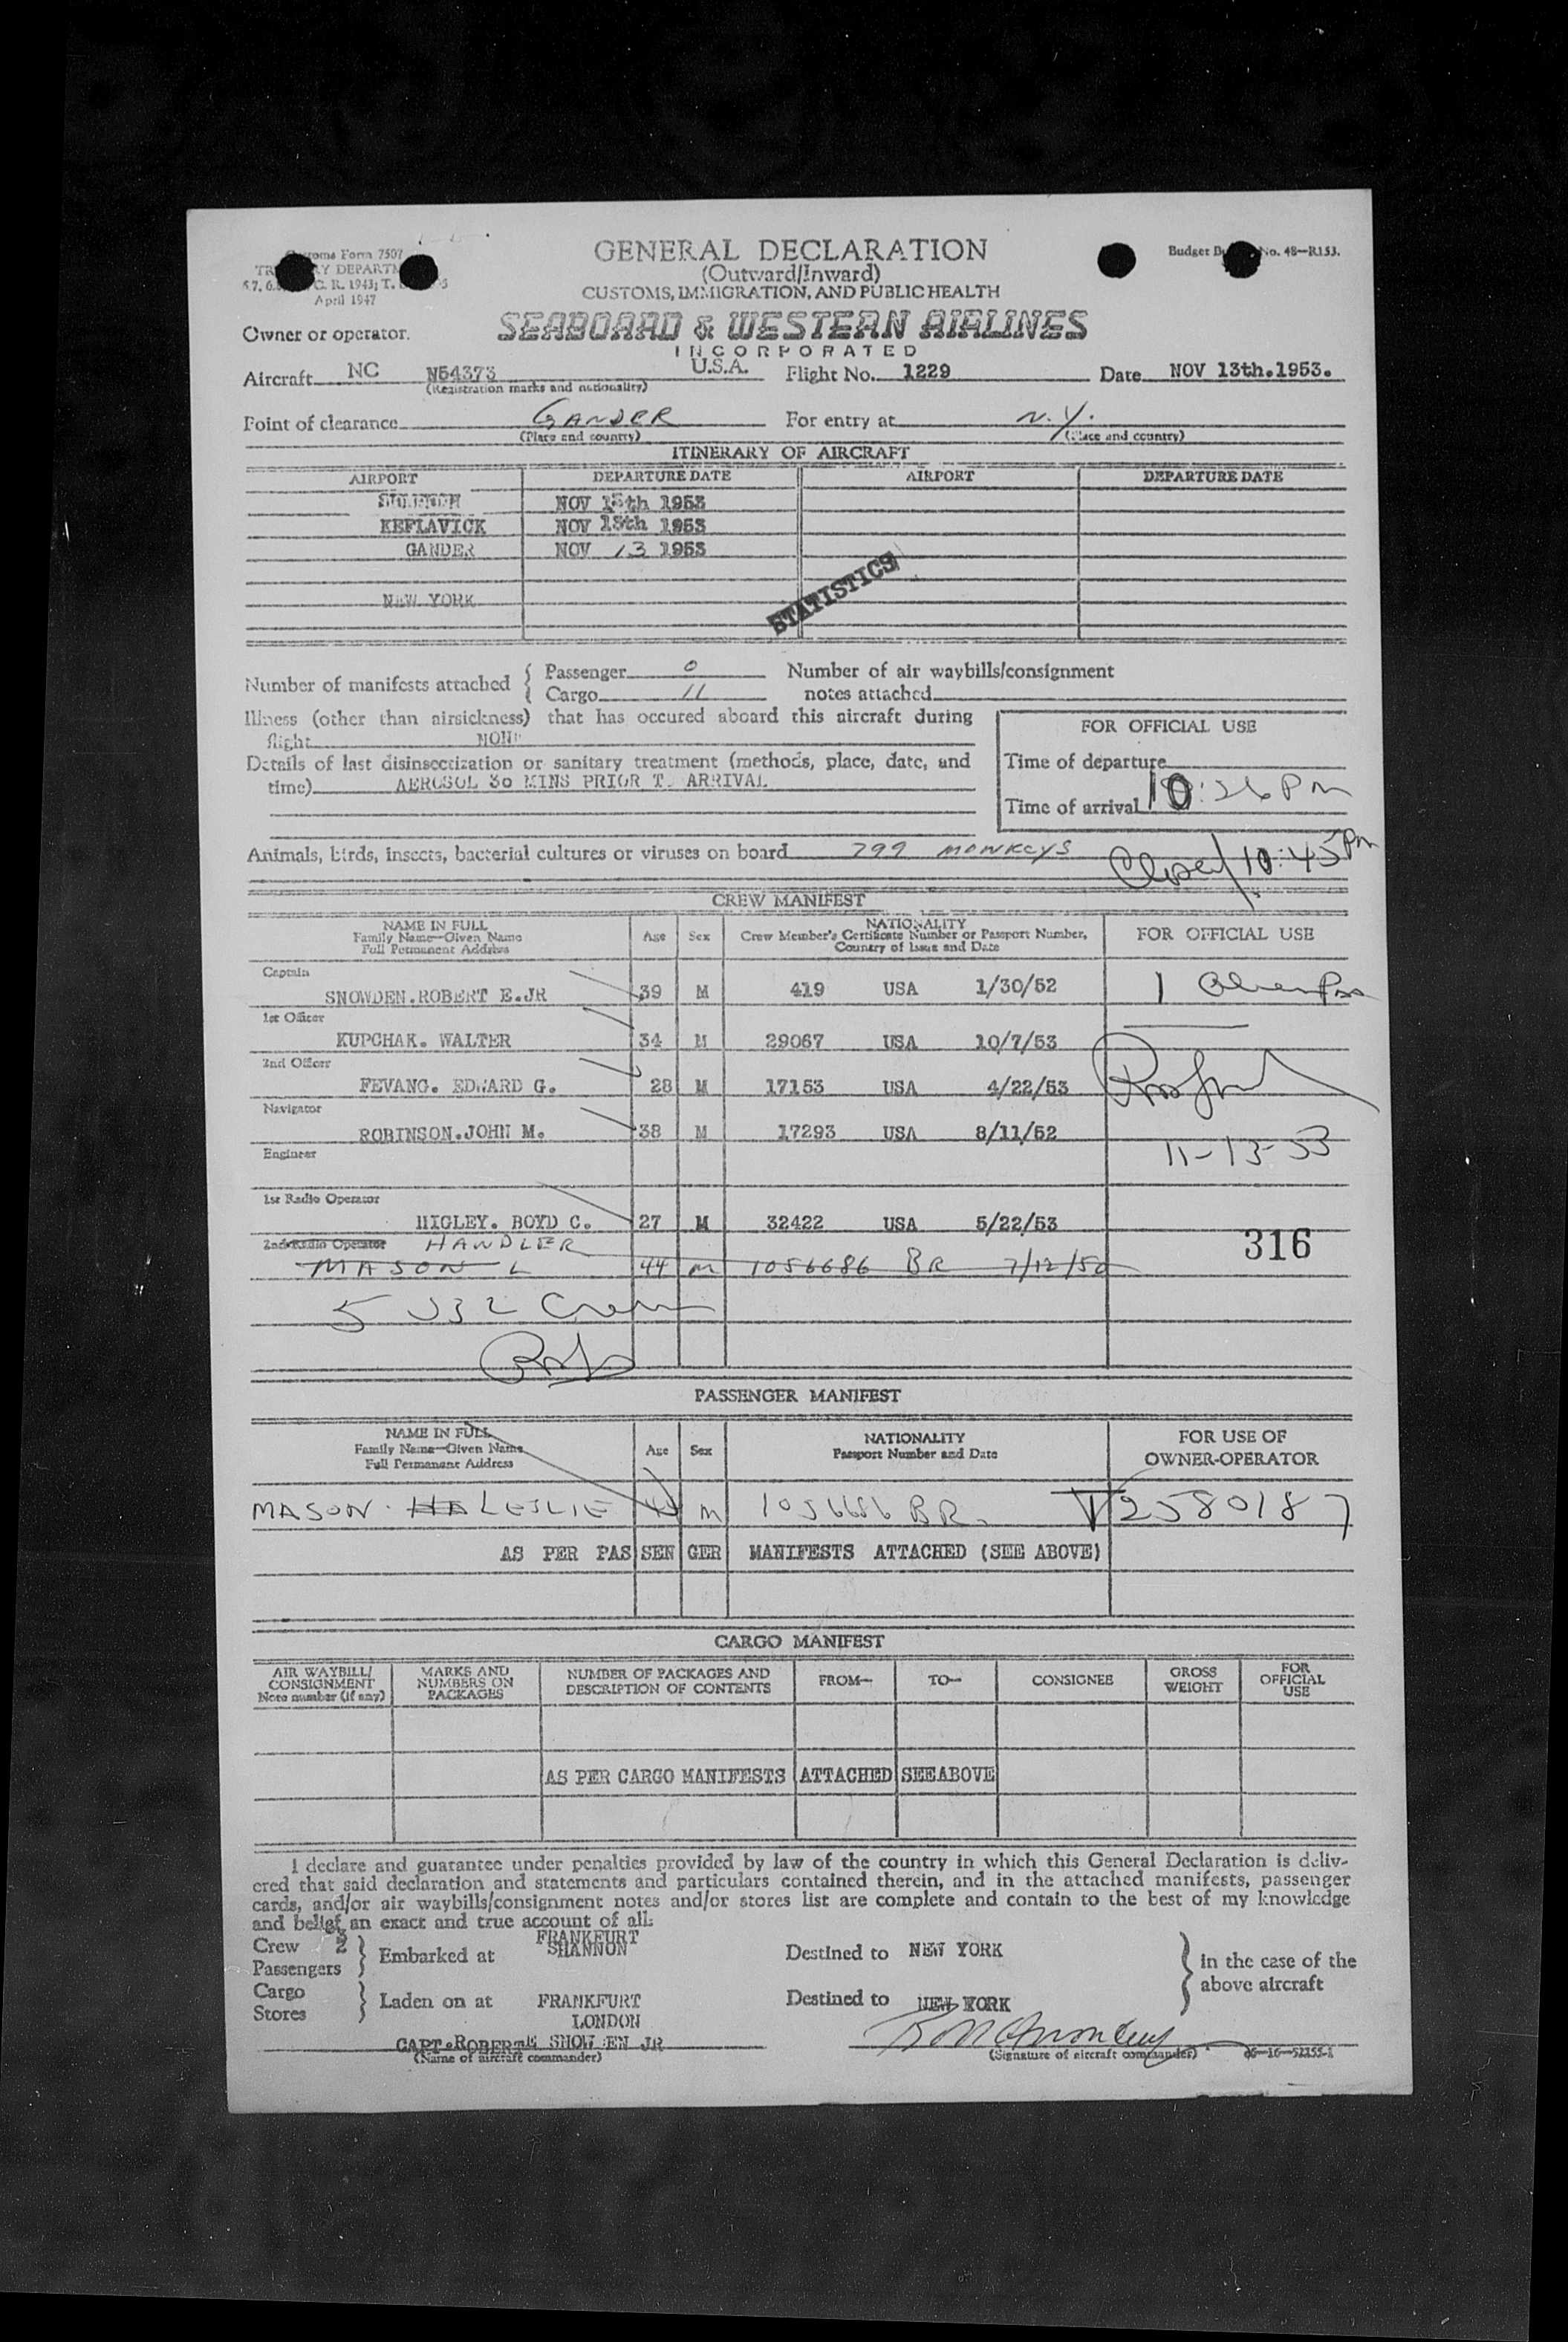 Customs Form 7507
TREASURY DEPARTMENT
C. R. 1943; T.
April 1947
GENERAL DECLARATION
(Outward/Inward)
CUSTOMS, IMMIGRATION, AND PUBLIC HEALTH
Budget Bureau No. 48—R153.
Owner or operator.
SEABOARD & WESTERN AIRLINES
INCORPORATED
Aircraft NC N54373 U.S.A. Flight No. 1229 Date NOV 13th.1953.
(Registration marks and nationality)
Point of clearance GANDER For entry at N.Y.
(Place and country) (Place and country)
ITINERARY OF AIRCRAFT
AIRPORT DEPARTURE DATE AIRPORT DEPARTURE DATE
NOV 13th 1953
KEFLAVICK NOV 13th 1953
GANDER NOV 13 1953
NEW YORK
STATISTICS
Number of manifests attached { Passenger 0 Number of air waybills/consignment
Cargo 11 notes attached
Illness (other than airsickness) that has occured aboard this aircraft during
flight NONE
FOR OFFICIAL USE
Details of last disinsectization or sanitary treatment (methods, place, date, and
time) AEROSOL 30 MINS PRIOR TO ARRIVAL
Time of departure
Time of arrival 10:26 PM
Animals, birds, insects, bacterial cultures or viruses on board 799 MONKEYS
Closed 10:45 PM
CREW MANIFEST
NAME IN FULL
Family Name—Given Name
Full Permanent Address
Age Sex
NATIONALITY
Crew Member's Certificate Number or Passport Number,
Country of Issue and Date
FOR OFFICIAL USE
Captain
SNOWDEN.ROBERT E.JR 39 M 419 USA 1/30/52 1
1st Officer
KUPCHAK. WALTER 34 M 29067 USA 10/7/53
2nd Officer
FEVANG. EDWARD G. 28 M 17153 USA 4/22/53
Navigator
ROBINSON.JOHN M. 38 M 17293 USA 8/11/52
11-13-53
Engineer
1st Radio Operator
HIGLEY. BOYD C. 27 M 32422 USA 5/22/53
2nd Radio Operator HANDLER
316
MASON L 44 M 1056686 BR 7/12/50
5
PASSENGER MANIFEST
NAME IN FULL
Family Name—Given Name
Full Permanent Address
Age Sex
NATIONALITY
Passport Number and Date
FOR USE OF
OWNER-OPERATOR
MASON. HA LESLIE 44 M 1056686 BR. V 2580187
AS PER PASSENGER MANIFESTS ATTACHED (SEE ABOVE)
CARGO MANIFEST
AIR WAYBILL/
CONSIGNMENT
Note number (if any)
MARKS AND
NUMBERS ON
PACKAGES
NUMBER OF PACKAGES AND
DESCRIPTION OF CONTENTS
FROM— TO— CONSIGNEE
GROSS
WEIGHT
FOR
OFFICIAL
USE
AS PER CARGO MANIFESTS ATTACHED SEE ABOVE
I declare and guarantee under penalties provided by law of the country in which this General Declaration is deliv-
ered that said declaration and statements and particulars contained therein, and in the attached manifests, passenger
cards, and/or air waybills/consignment notes and/or stores list are complete and contain to the best of my knowledge
and belief an exact and true account of all:
Crew
Passengers } Embarked at FRANKFURT
SHANNON
Destined to NEW YORK } in the case of the
above aircraft
Cargo
Stores } Laden on at FRANKFURT
LONDON
Destined to NEW YORK
CAPT.ROBERT E SNOWDEN JR
(Name of aircraft commander)
(Signature of aircraft commander)